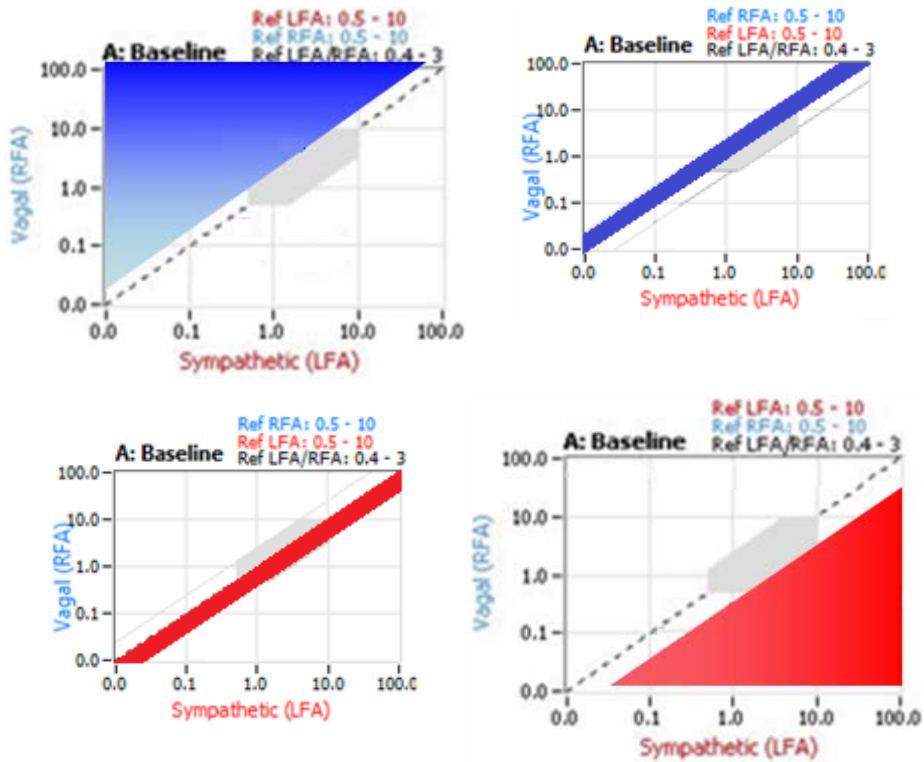 Ref LFA: 0.5 - 10
Ref RFA: 0.5 - 10
A: Baseline Ref LFA/RFA: 0.4 - 3
100.0
10.0
1.0
0.1
0.0
Vagal (RFA)
0.0 0.1 1.0 10.0 100.0
Sympathetic (LFA)
Ref RFA: 0.5 - 10
Ref LFA: 0.5 - 10
A: Baseline Ref LFA/RFA: 0.4 - 3
100.0
10.0
1.0
0.1
0.0
Vagal (RFA)
0.0 0.1 1.0 10.0 100.0
Sympathetic (LFA)
Ref RFA: 0.5 - 10
Ref LFA: 0.5 - 10
A: Baseline Ref LFA/RFA: 0.4 - 3
100.0
10.0
1.0
0.1
0.0
Vagal (RFA)
0.0 0.1 1.0 10.0 100.0
Sympathetic (LFA)
Ref LFA: 0.5 - 10
Ref RFA: 0.5 - 10
A: Baseline Ref LFA/RFA: 0.4 - 3
100.0
10.0
1.0
0.1
0.0
Vagal (RFA)
0.0 0.1 1.0 10.0 100.0
Sympathetic (LFA)